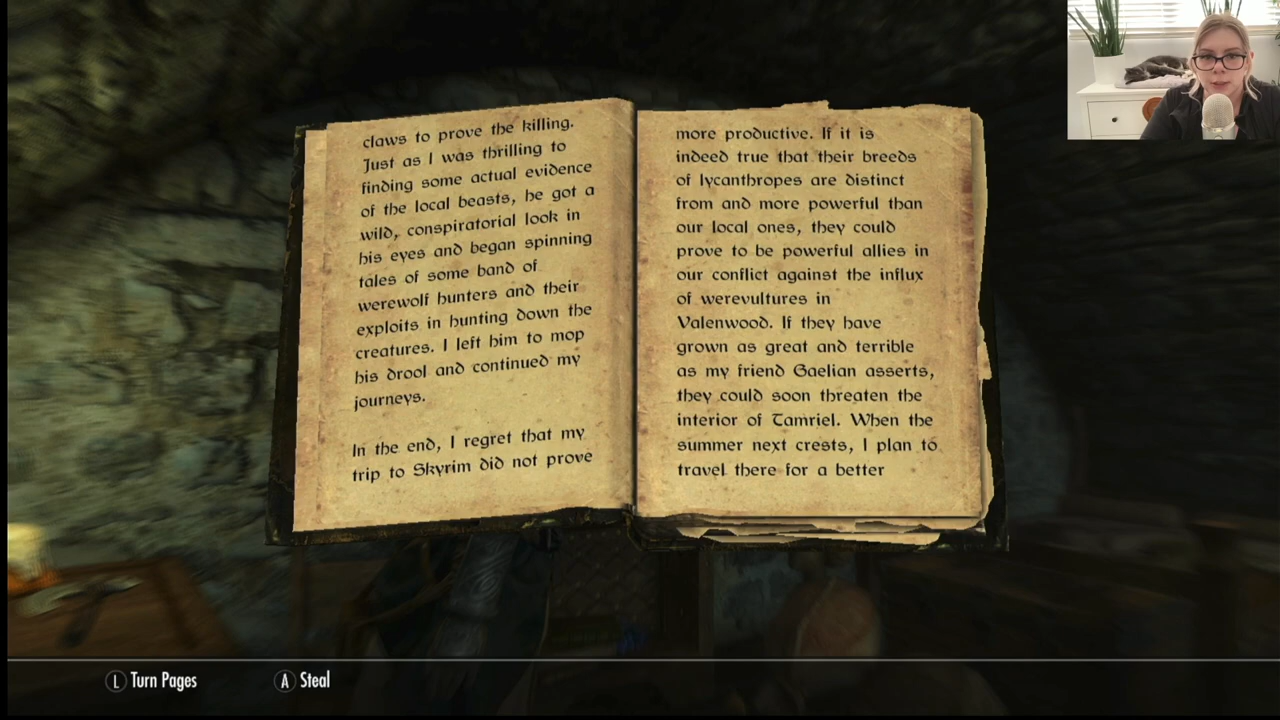 claws to prove the killing.
Just as I was thrilling to
finding some actual evidence
of the local beasts, he got a
wild, conspiratorial look in
his eyes and began spinning
tales of some band of
werewolf hunters and their
exploits in hunting down the
creatures. I left him to mop
his drool and continued my
journeys.
In the end, I regret that my
trip to Skyrim did not prove
more productive. If it is
indeed true that their breeds
of lycanthropes are distinct
from and more powerful than
our local ones, they could
prove to be powerful allies in
our conflict against the influx
of werevultures in
Valenwood. If they have
grown as great and terrible
as my friend Gaelian asserts,
they could soon threaten the
interior of Tamriel. When the
summer next crests, I plan to
travel there for a better
L Turn Pages
A Steal